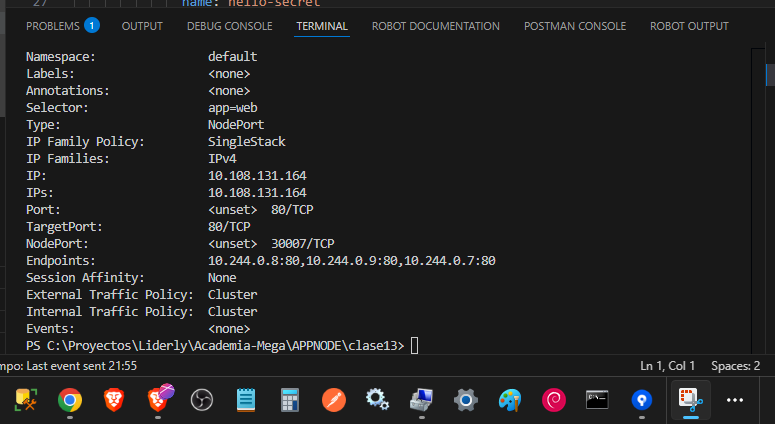 27 name: hello-secret
PROBLEMS 1 OUTPUT DEBUG CONSOLE TERMINAL ROBOT DOCUMENTATION POSTMAN CONSOLE ROBOT OUTPUT
Namespace: default
Labels: <none>
Annotations: <none>
Selector: app=web
Type: NodePort
IP Family Policy: SingleStack
IP Families: IPv4
IP: 10.108.131.164
IPs: 10.108.131.164
Port: <unset> 80/TCP
TargetPort: 80/TCP
NodePort: <unset> 30007/TCP
Endpoints: 10.244.0.8:80,10.244.0.9:80,10.244.0.7:80
Session Affinity: None
External Traffic Policy: Cluster
Internal Traffic Policy: Cluster
Events: <none>
PS C:\Proyectos\Liderly\Academia-Mega\APPNODE\clase13>
mpo: Last event sent 21:55 Ln 1, Col 1 Spaces: 2